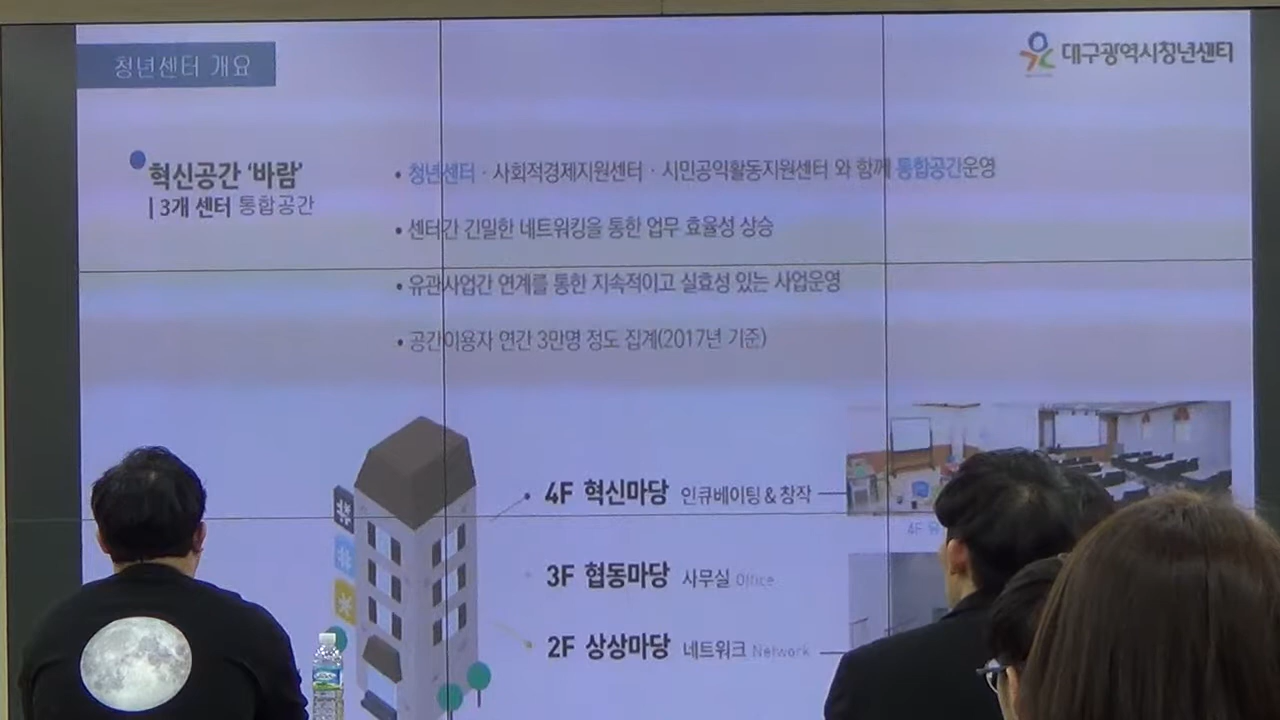 청년센터 개요
대구광역시청년센터
혁신공간 '바람'
| 3개 센터 통합공간
• 청년센터 · 사회적경제지원센터 · 시민공익활동지원센터 와 함께 통합공간운영
• 센터간 긴밀한 네트워킹을 통한 업무 효율성 상승
• 유관사업간 연계를 통한 지속적이고 실효성 있는 사업운영
• 공간이용자 연간 3만명 정도 집계(2017년 기준)
4F 혁신마당 인큐베이팅 & 창작
4F
3F 협동마당 사무실 Office
2F 상상마당 네트워크 Network